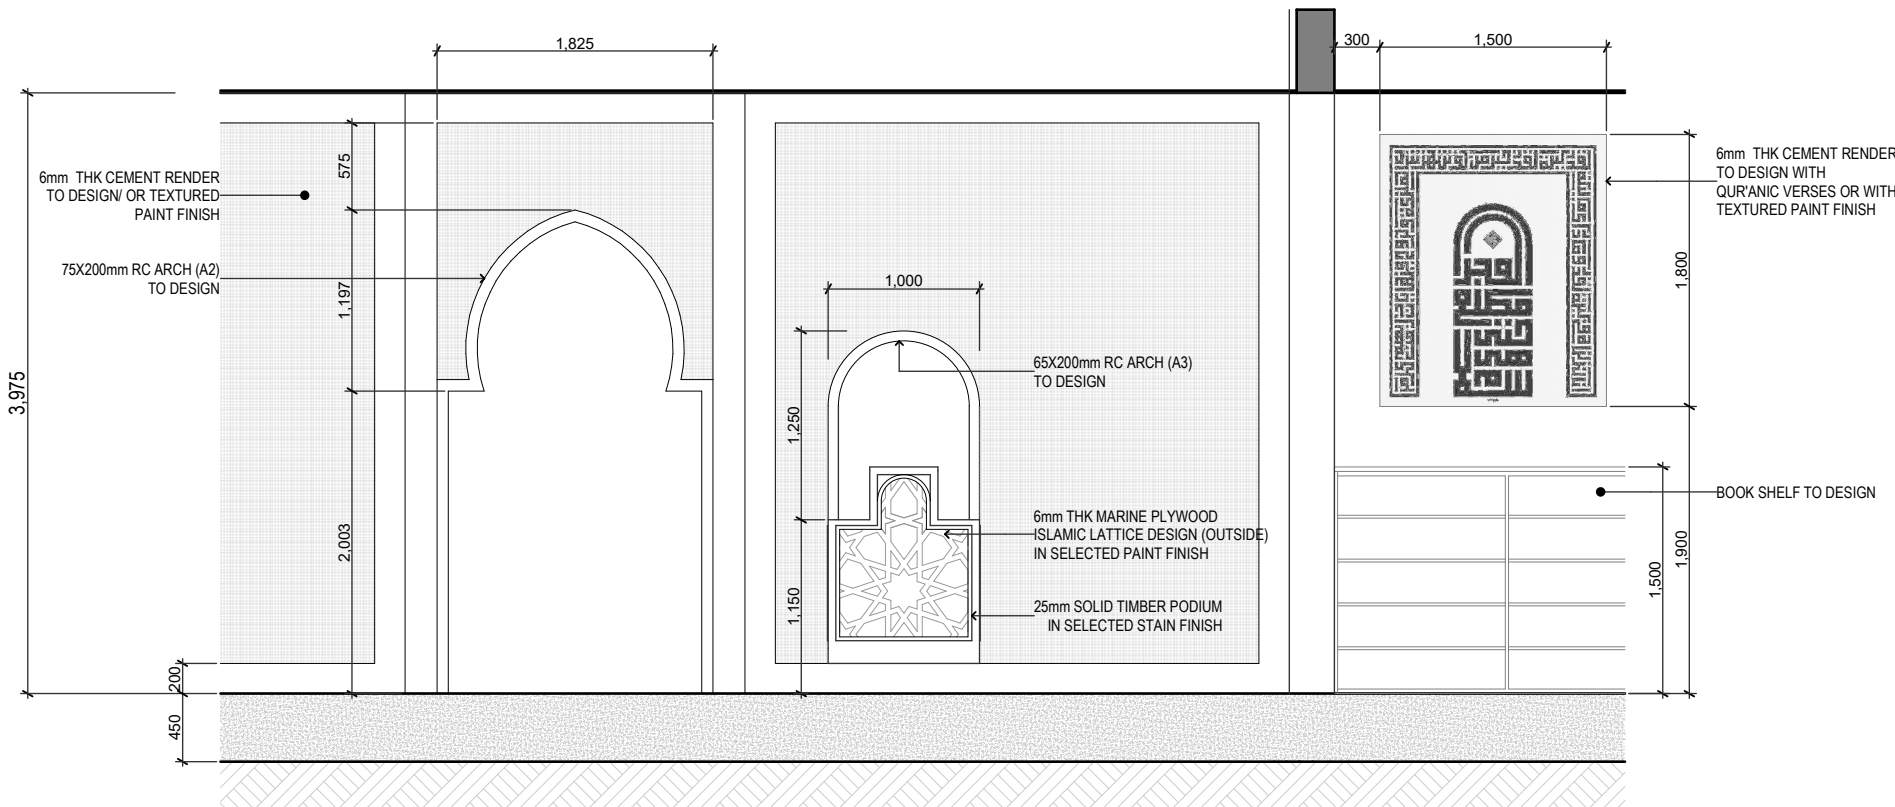 1,825
300
1,500
3,975
575
6mm THK CEMENT RENDER
TO DESIGN/ OR TEXTURED
PAINT FINISH
75X200mm RC ARCH (A2)
TO DESIGN
1,197
2,003
200
450
1,000
1,250
1,150
65X200mm RC ARCH (A3)
TO DESIGN
6mm THK MARINE PLYWOOD
ISLAMIC LATTICE DESIGN (OUTSIDE)
IN SELECTED PAINT FINISH
25mm SOLID TIMBER PODIUM
IN SELECTED STAIN FINISH
6mm THK CEMENT RENDER
TO DESIGN WITH
QUR'ANIC VERSES OR WITH
TEXTURED PAINT FINISH
1,800
BOOK SHELF TO DESIGN
1,500
1,900